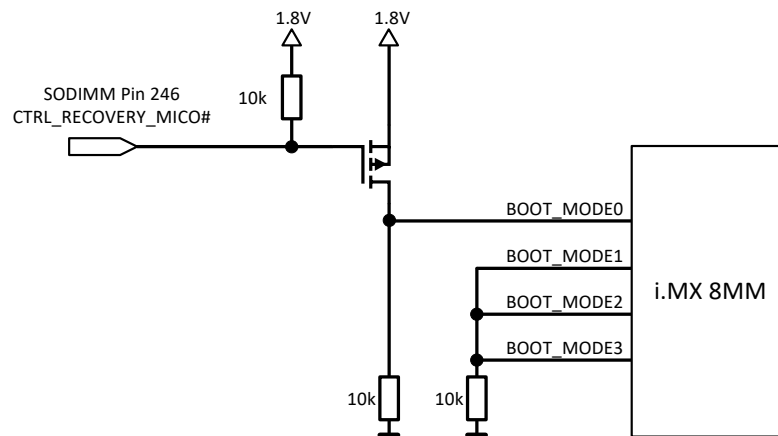 1.8V
1.8V
SODIMM Pin 246
CTRL_RECOVERY_MICO#
10k
BOOT_MODE0
BOOT_MODE1
BOOT_MODE2
BOOT_MODE3
i.MX 8MM
10k
10k